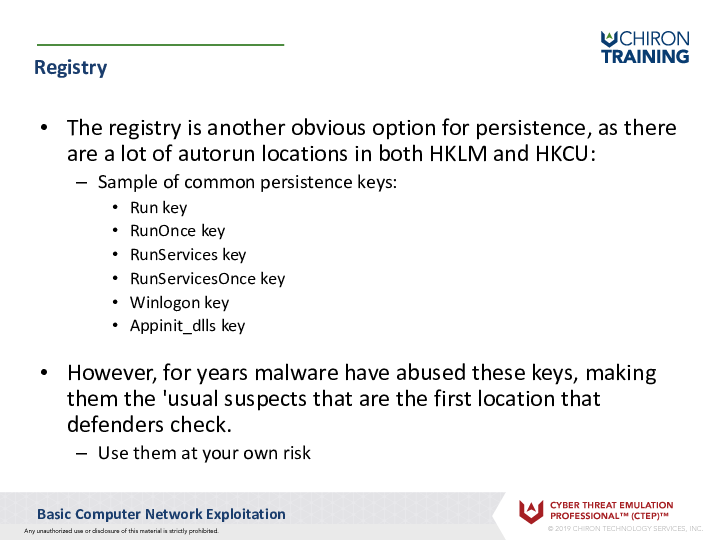 CHIRON
TRAINING
Registry
• The registry is another obvious option for persistence, as there
are a lot of autorun locations in both HKLM and HKCU:
– Sample of common persistence keys:
• Run key
• RunOnce key
• RunServices key
• RunServicesOnce key
• Winlogon key
• Appinit_dlls key
• However, for years malware have abused these keys, making
them the 'usual suspects that are the first location that
defenders check.
– Use them at your own risk
Basic Computer Network Exploitation
Any unauthorized use or disclosure of this material is strictly prohibited.
CYBER THREAT EMULATION
PROFESSIONAL™ (CTEP)™
© 2019 CHIRON TECHNOLOGY SERVICES, INC.